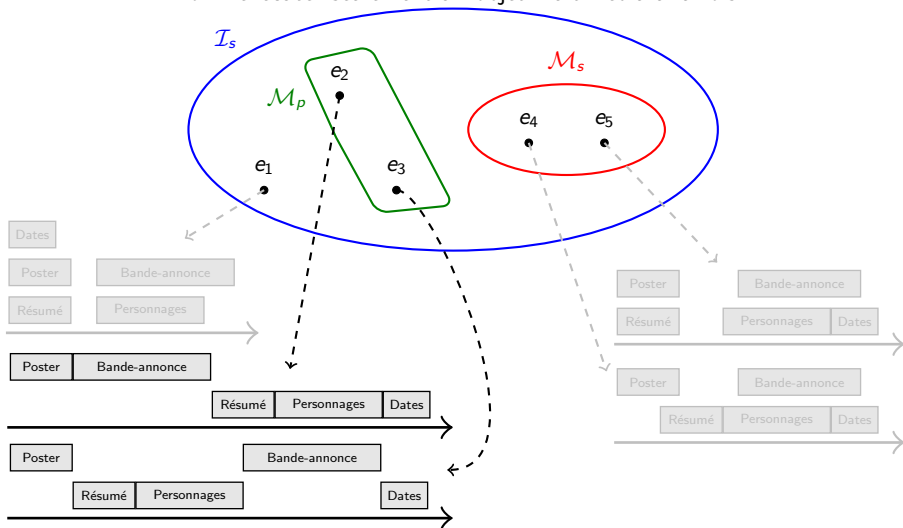 𝓘s
𝓜s
e2
𝓜p
e4
e5
e1
e3
Dates
Poster
Bande-annonce
Résumé
Personnages
Poster
Bande-annonce
Résumé
Personnages
Dates
Poster
Bande-annonce
Résumé
Personnages
Dates
Poster
Bande-annonce
Résumé
Personnages
Dates
Poster
Bande-annonce
Résumé
Personnages
Dates